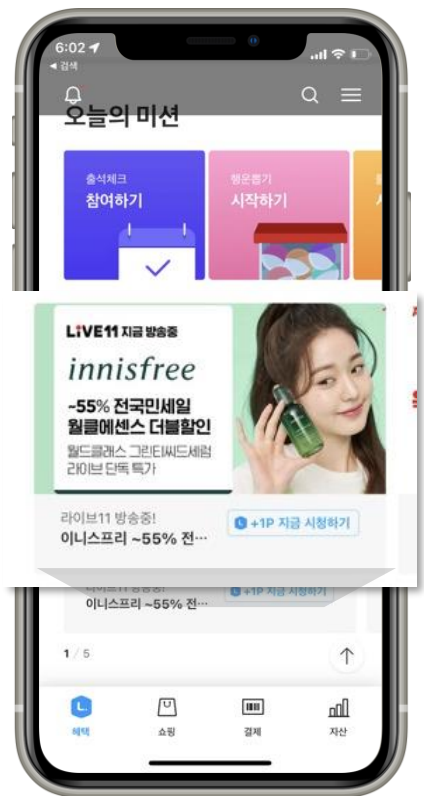 6:02
◀ 검색
오늘의 미션
출석체크
참여하기
행운뽑기
시작하기
LiVE11 지금 방송중
innisfree
~55% 전국민세일
월클에센스 더블할인
월드클래스 그린티씨드세럼
라이브 단독 특가
라이브11 방송중!
이니스프리 ~55% 전…
L. +1P 지금 시청하기
라이브11 방송중!
이니스프리 ~55% 전…
+1P 지금 시청하기
1 / 5
L.
혜택
쇼핑
결제
자산